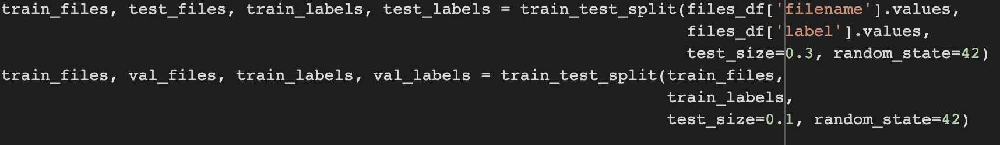 train_files, test_files, train_labels, test_labels = train_test_split(files_df['filename'].values,
files_df['label'].values,
test_size=0.3, random_state=42)
train_files, val_files, train_labels, val_labels = train_test_split(train_files,
train_labels,
test_size=0.1, random_state=42)